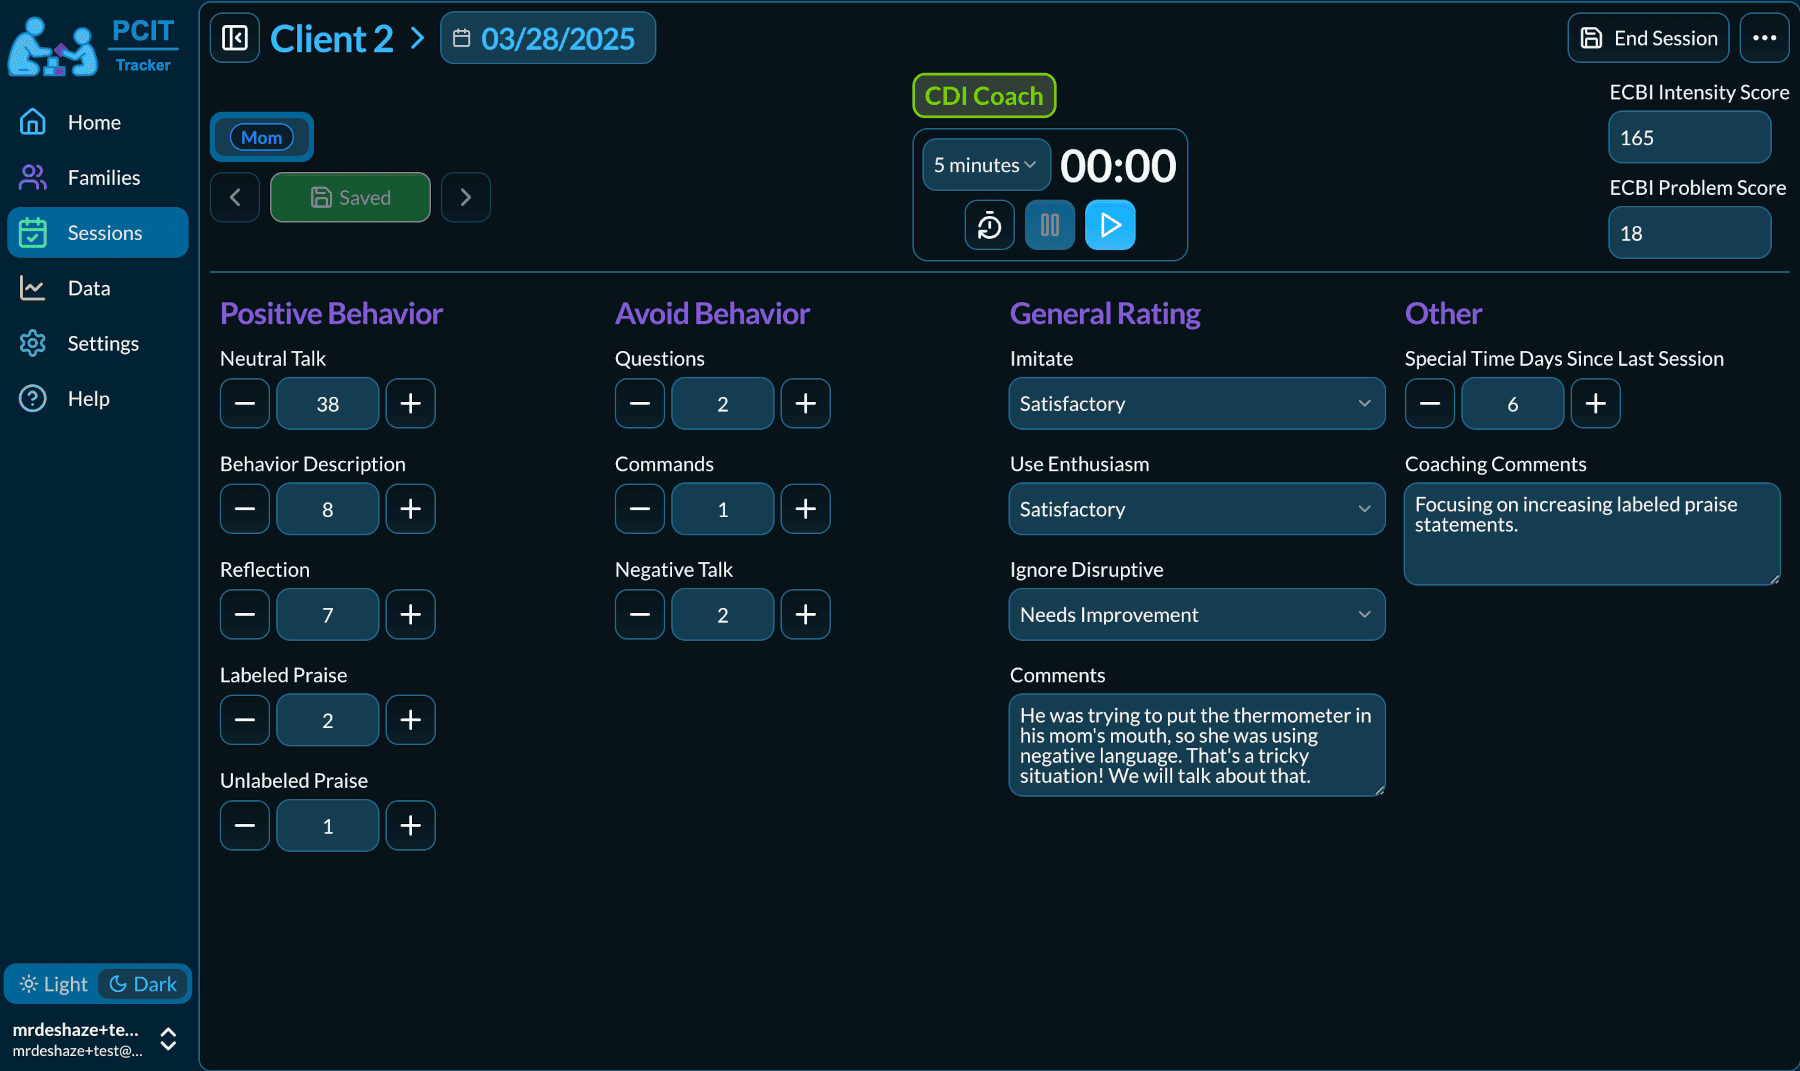 PCIT
Tracker
Home
Families
Sessions
Data
Settings
Help
Light
Dark
mrdeshaze+te...
mrdeshaze+test@...
Client 2
03/28/2025
End Session
Mom
Saved
CDI Coach
5 minutes
00:00
ECBI Intensity Score
165
ECBI Problem Score
18
Positive Behavior
Neutral Talk
38
Behavior Description
8
Reflection
7
Labeled Praise
2
Unlabeled Praise
1
Avoid Behavior
Questions
2
Commands
1
Negative Talk
2
General Rating
Imitate
Satisfactory
Use Enthusiasm
Satisfactory
Ignore Disruptive
Needs Improvement
Comments
He was trying to put the thermometer in
his mom's mouth, so she was using
negative language. That's a tricky
situation! We will talk about that.
Other
Special Time Days Since Last Session
6
Coaching Comments
Focusing on increasing labeled praise
statements.